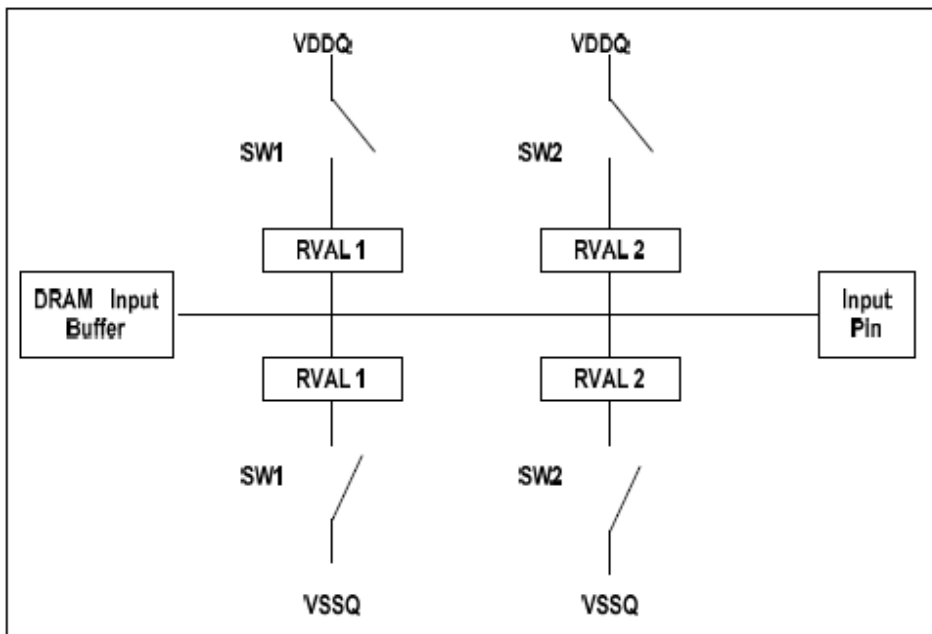 VDDQ VDDQ
SW1 SW2
RVAL 1 RVAL 2
DRAM Input
Buffer
Input
Pin
RVAL 1 RVAL 2
SW1 SW2
VSSQ VSSQ